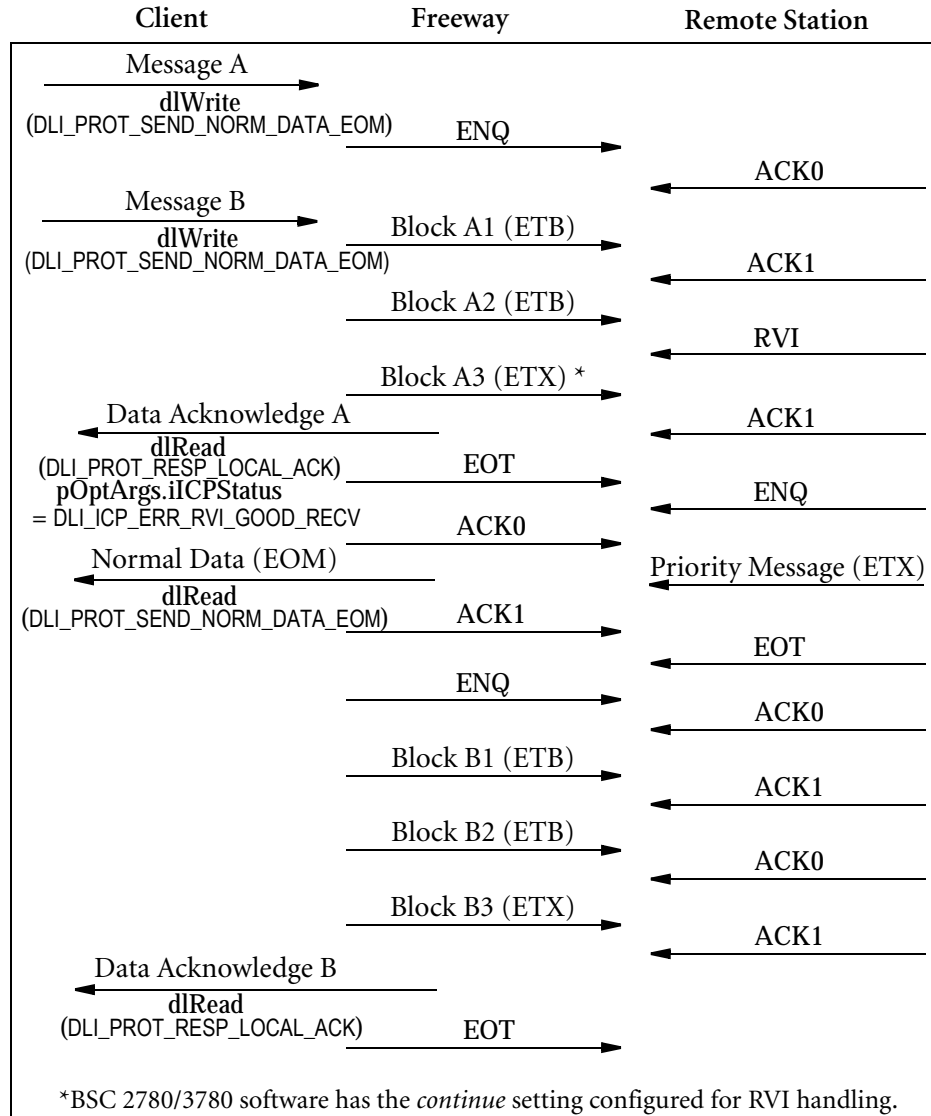 Client Freeway Remote Station
Message A
dlWrite
(DLI_PROT_SEND_NORM_DATA_EOM)
ENQ
ACK0
Message B
dlWrite
(DLI_PROT_SEND_NORM_DATA_EOM)
Block A1 (ETB)
ACK1
Block A2 (ETB)
RVI
Block A3 (ETX) *
Data Acknowledge A
dlRead
(DLI_PROT_RESP_LOCAL_ACK)
pOptArgs.iICPStatus
= DLI_ICP_ERR_RVI_GOOD_RECV
ACK1
EOT
ENQ
ACK0
Normal Data (EOM)
dlRead
(DLI_PROT_SEND_NORM_DATA_EOM)
Priority Message (ETX)
ACK1
EOT
ENQ
ACK0
Block B1 (ETB)
ACK1
Block B2 (ETB)
ACK0
Block B3 (ETX)
ACK1
Data Acknowledge B
dlRead
(DLI_PROT_RESP_LOCAL_ACK)
EOT
*BSC 2780/3780 software has the continue setting configured for RVI handling.